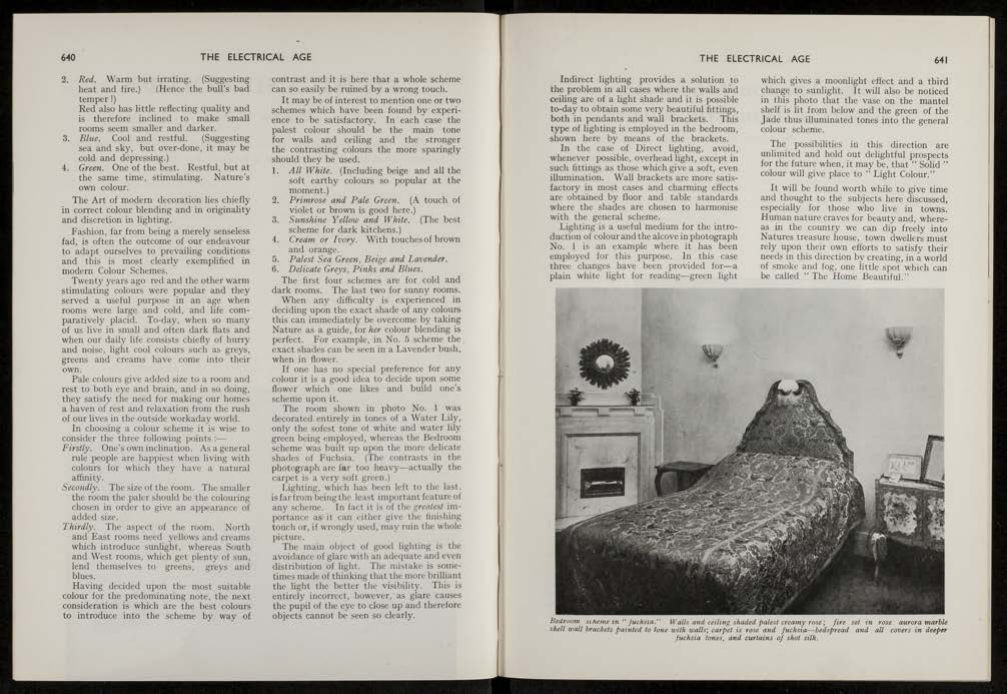 640
THE ELECTRICAL AGE
2. Red. Warm but irrating. (Suggesting
heat and fire.) (Hence the bull's bad
temper!)
Red also has little reflecting quality and
is therefore inclined to make small
rooms seem smaller and darker.
3. Blue. Cool and restful. (Suggesting
sea and sky, but over-done, it may be
cold and depressing.)
4. Green. One of the best. Restful, but at
the same time, stimulating. Nature's
own colour.
The Art of modern decoration lies chiefly
in correct colour blending and in originality
and discretion in lighting.
Fashion, far from being a merely senseless
fad, is often the outcome of our endeavour
to adapt ourselves to prevailing conditions
and this is most clearly exemplified in
modern Colour Schemes.
Twenty years ago red and the other warm
stimulating colours were popular and they
served a useful purpose in an age when
rooms were large and cold, and life com-
paratively placid. To-day, when so many
of us live in small and often dark flats and
when our daily life consists chiefly of hurry
and noise, light cool colours such as greys,
greens and creams have come into their
own.
Pale colours give added size to a room and
rest to both eye and brain, and in so doing,
they satisfy the need for making our homes
a haven of rest and relaxation from the rush
of our lives in the outside workaday world.
In choosing a colour scheme it is wise to
consider the three following points :—
Firstly. One's own inclination. As a general
rule people are happiest when living with
colours for which they have a natural
affinity.
Secondly. The size of the room. The smaller
the room the paler should be the colouring
chosen in order to give an appearance of
added size.
Thirdly. The aspect of the room. North
and East rooms need yellows and creams
which introduce sunlight, whereas South
and West rooms, which get plenty of sun,
lend themselves to greens, greys and
blues.
Having decided upon the most suitable
colour for the predominating note, the next
consideration is which are the best colours
to introduce into the scheme by way of
contrast and it is here that a whole scheme
can so easily be ruined by a wrong touch.
It may be of interest to mention one or two
schemes which have been found by experi-
ence to be satisfactory. In each case the
palest colour should be the main tone
for walls and ceiling and the stronger
the contrasting colours the more sparingly
should they be used.
1. All White. (Including beige and all the
soft earthy colours so popular at the
moment.)
2. Primrose and Pale Green. (A touch of
violet or brown is good here.)
3. Sunshine Yellow and White. (The best
scheme for dark kitchens.)
4. Cream or Ivory. With touches of brown
and orange.
5. Palest Sea Green, Beige and Lavender.
6. Delicate Greys, Pinks and Blues.
The first four schemes are for cold and
dark rooms. The last two for sunny rooms.
When any difficulty is experienced in
deciding upon the exact shade of any colours
this can immediately be overcome by taking
Nature as a guide, for her colour blending is
perfect. For example, in No. 5 scheme the
exact shades can be seen in a Lavender bush,
when in flower.
If one has no special preference for any
colour it is a good idea to decide upon some
flower which one likes and build one's
scheme upon it.
The room shown in photo No. 1 was
decorated entirely in tones of a Water Lily,
only the sofest tone of white and water lily
green being employed, whereas the Bedroom
scheme was built up upon the more delicate
shades of Fuchsia. (The contrasts in the
photograph are far too heavy—actually the
carpet is a very soft green.)
Lighting, which has been left to the last,
is far from being the least important feature of
any scheme. In fact it is of the greatest im-
portance as it can either give the finishing
touch or, if wrongly used, may ruin the whole
picture.
The main object of good lighting is the
avoidance of glare with an adequate and even
distribution of light. The mistake is some-
times made of thinking that the more brilliant
the light the better the visibility. This is
entirely incorrect, however, as glare causes
the pupil of the eye to close up and therefore
objects cannot be seen so clearly.
THE ELECTRICAL AGE
641
Indirect lighting provides a solution to
the problem in all cases where the walls and
ceiling are of a light shade and it is possible
to-day to obtain some very beautiful fittings,
both in pendants and wall brackets. This
type of lighting is employed in the bedroom,
shown here by means of the brackets.
In the case of Direct lighting, avoid,
whenever possible, overhead light, except in
such fittings as those which give a soft, even
illumination. Wall brackets are more satis-
factory in most cases and charming effects
are obtained by floor and table standards
where the shades are chosen to harmonise
with the general scheme.
Lighting is a useful medium for the intro-
duction of colour and the alcove in photograph
No. 1 is an example where it has been
employed for this purpose. In this case
three changes have been provided for—a
plain white light for reading—green light
which gives a moonlight effect and a third
change to sunlight. It will also be noticed
in this photo that the vase on the mantel
shelf is lit from below and the green of the
Jade thus illuminated tones into the general
colour scheme.
The possibilities in this direction are
unlimited and hold out delightful prospects
for the future when, it may be, that " Solid "
colour will give place to " Light Colour."
It will be found worth while to give time
and thought to the subjects here discussed,
especially for those who live in towns.
Human nature craves for beauty and, where-
as in the country we can dip freely into
Natures treasure house, town dwellers must
rely upon their own efforts to satisfy their
needs in this direction by creating, in a world
of smoke and fog, one little spot which can
be called " The Home Beautiful."
Bedroom scheme in " fuchsia." Walls and ceiling shaded palest creamy rose; fire set in rose aurora marble
shell wall brackets painted to tone with walls; carpet is rose and fuchsia—bedspread and all covers in deeper
fuchsia tones, and curtains of shot silk.